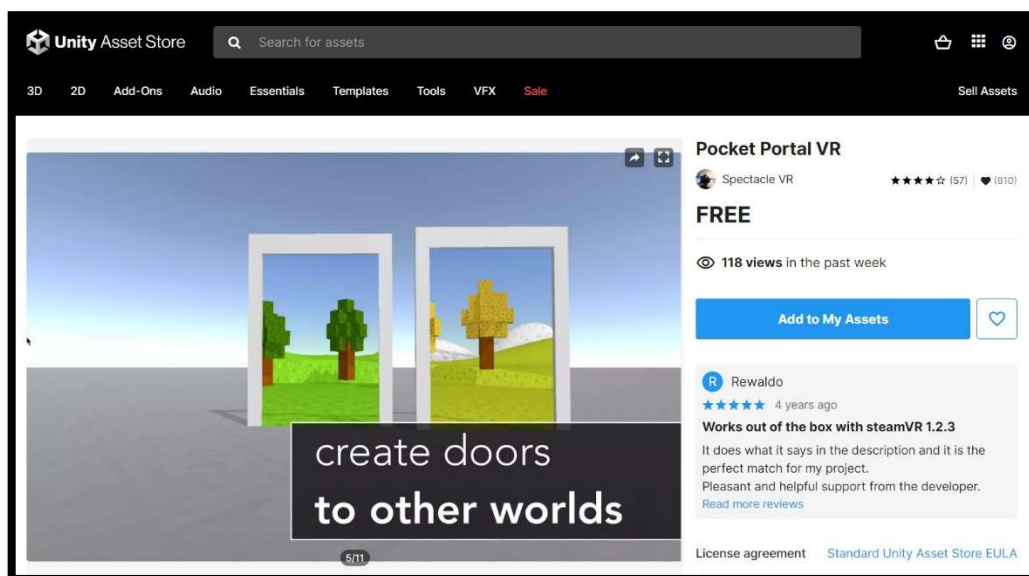 Unity Asset Store
Search for assets
3D 2D Add-Ons Audio Essentials Templates Tools VFX Sale Sell Assets
Pocket Portal VR
Spectacle VR (57) (810)
FREE
118 views in the past week
Add to My Assets
R Rewaldo
4 years ago
Works out of the box with steamVR 1.2.3
It does what it says in the description and it is the
perfect match for my project.
Pleasant and helpful support from the developer.
Read more reviews
License agreement Standard Unity Asset Store EULA
create doors
to other worlds
5/11